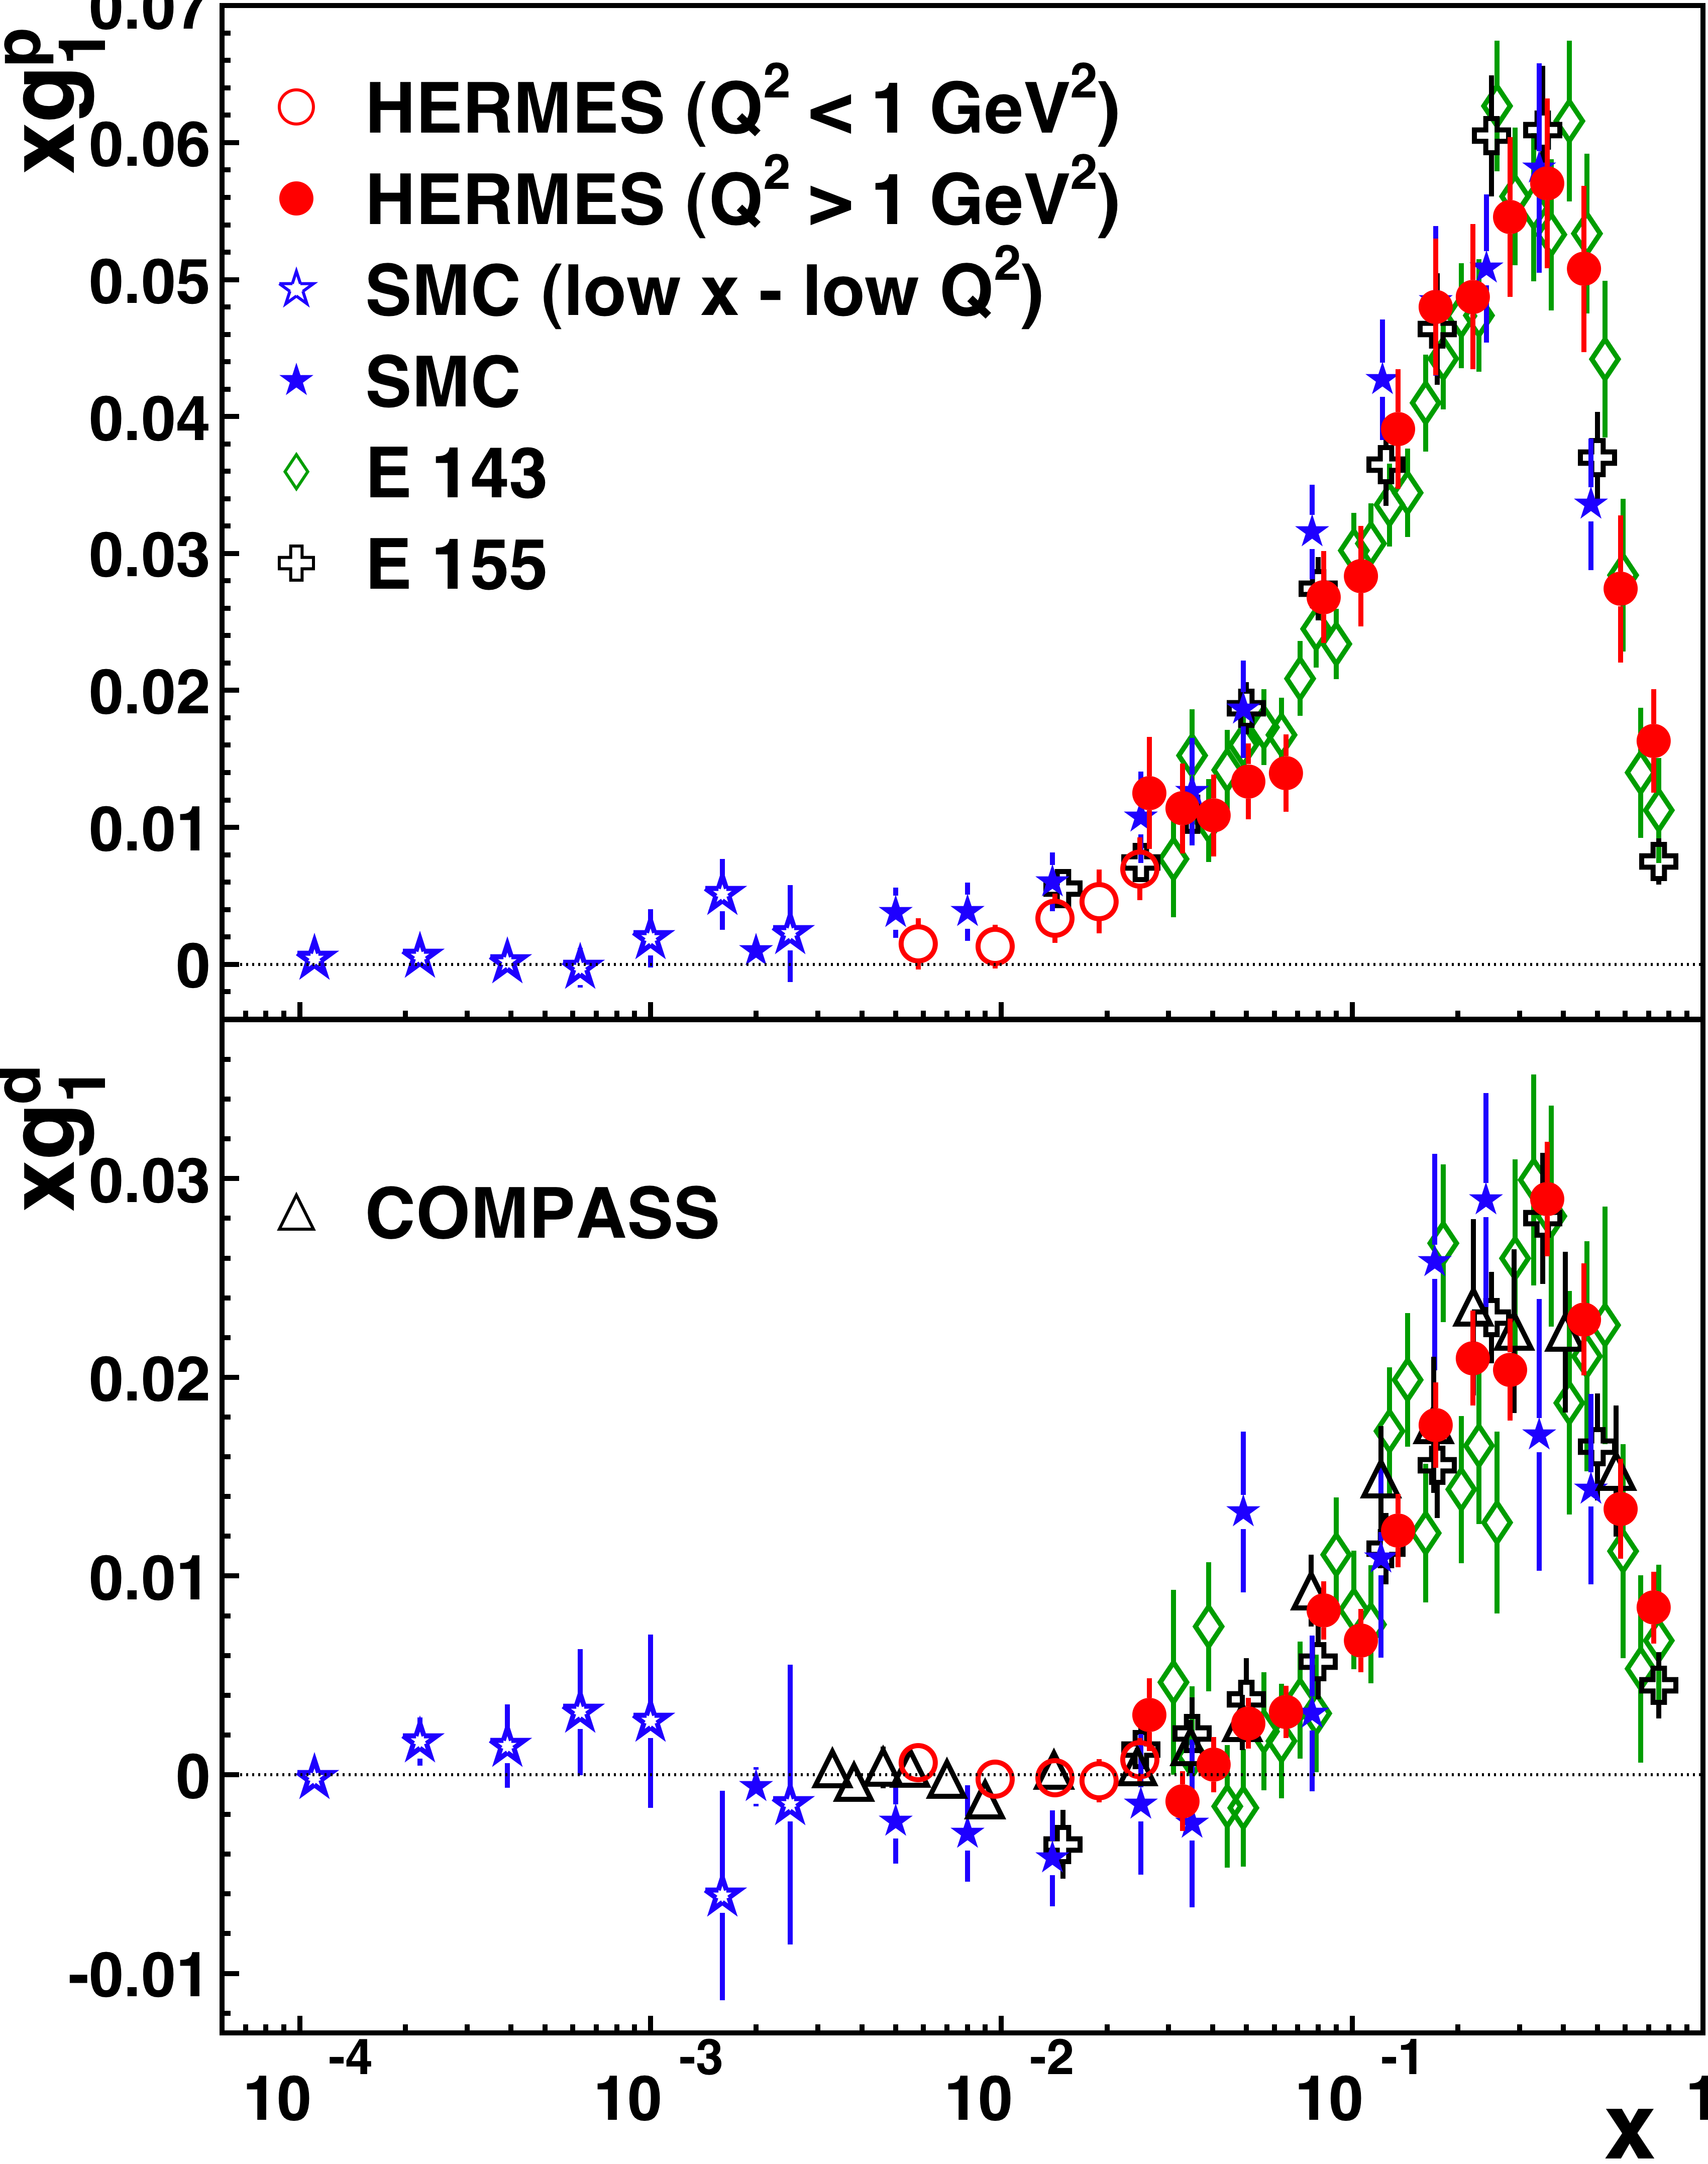 0.07
xg₁ᵖ
HERMES (Q² < 1 GeV²)
0.06
HERMES (Q² > 1 GeV²)
0.05
SMC (low x - low Q²)
SMC
0.04
E 143
0.03
E 155
0.02
0.01
0
xg₁ᵈ
0.03
COMPASS
0.02
0.01
0
-0.01
10⁻⁴ 10⁻³ 10⁻² 10⁻¹ 1
x